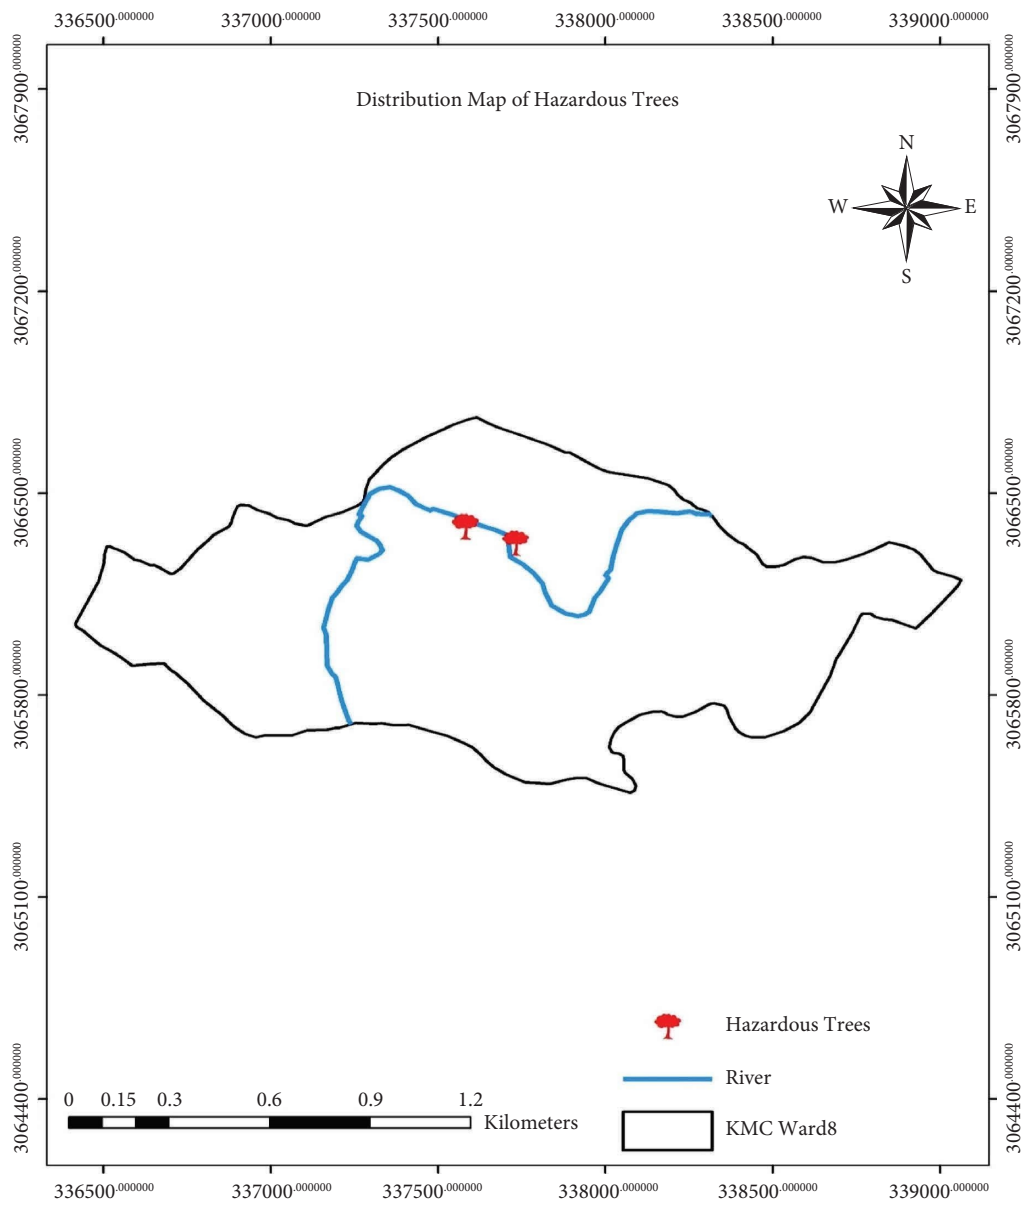 336500.000000 337000.000000 337500.000000 338000.000000 338500.000000 339000.000000
Distribution Map of Hazardous Trees
N
W E
S
3067900.000000 3067900.000000
3067200.000000 3067200.000000
3066500.000000 3066500.000000
3065800.000000 3065800.000000
3065100.000000 3065100.000000
3064400.000000 3064400.000000
Hazardous Trees
River
KMC Ward8
0 0.15 0.3 0.6 0.9 1.2
Kilometers
336500.000000 337000.000000 337500.000000 338000.000000 338500.000000 339000.000000